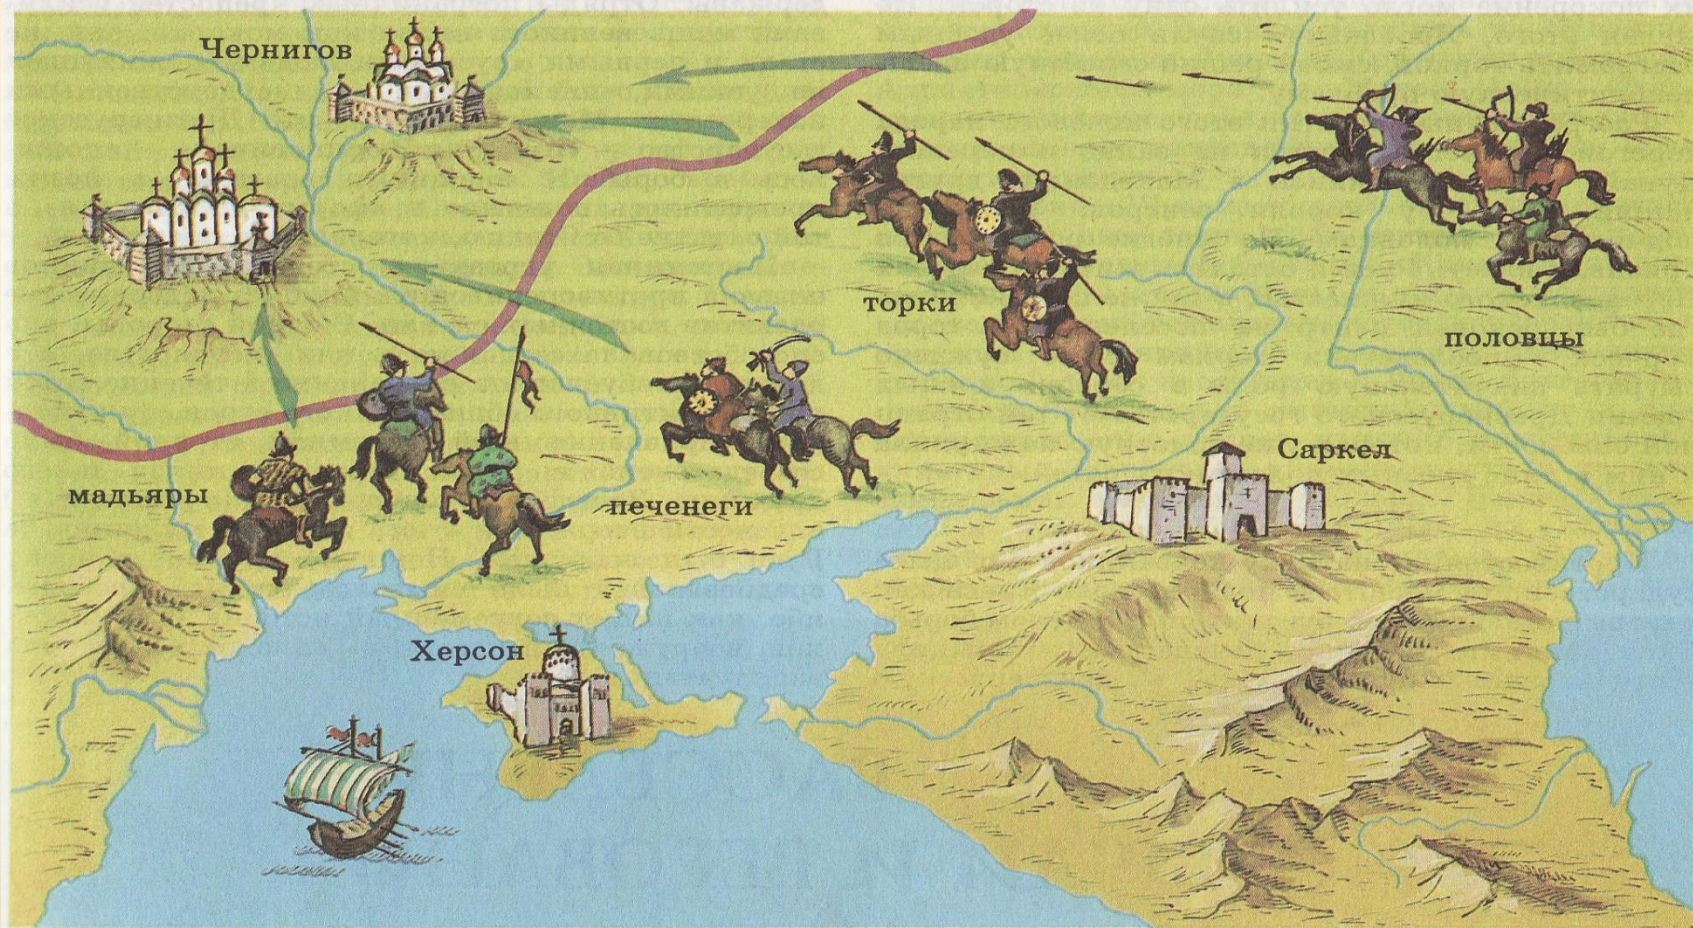 Чернигов
торки
половцы
Саркел
мадьяры
печенеги
Херсон